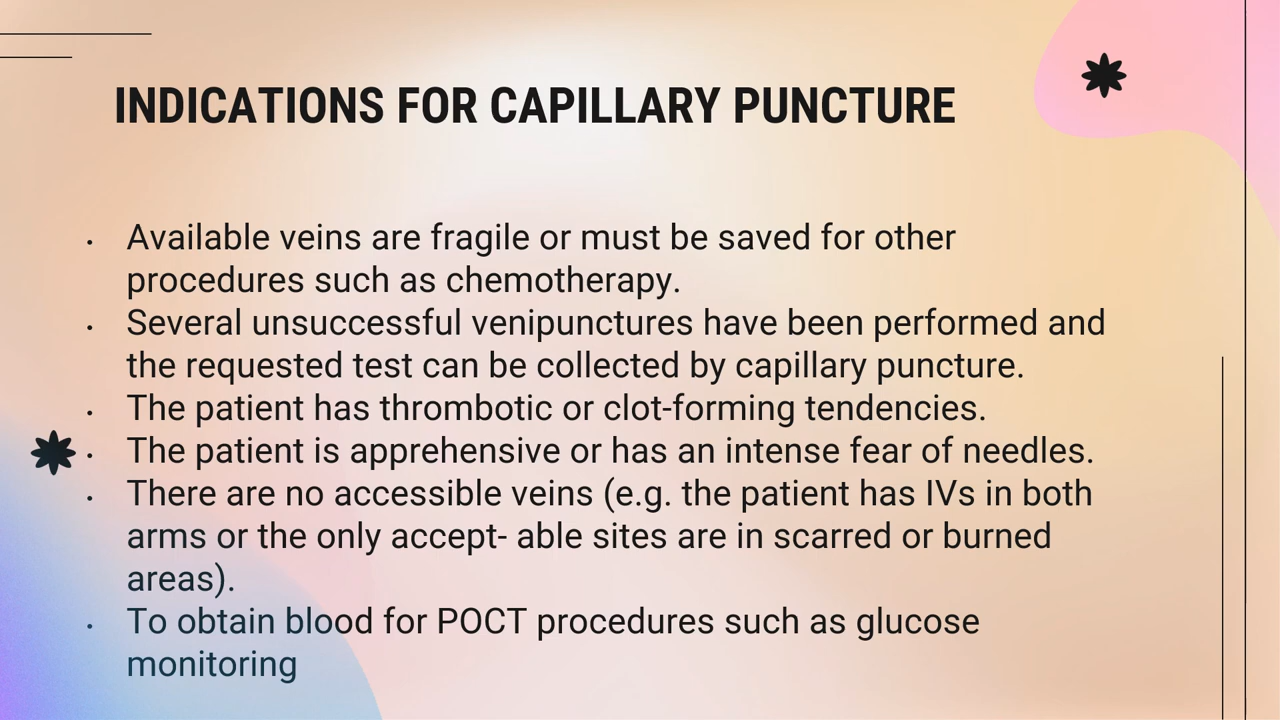 INDICATIONS FOR CAPILLARY PUNCTURE
• Available veins are fragile or must be saved for other
procedures such as chemotherapy.
• Several unsuccessful venipunctures have been performed and
the requested test can be collected by capillary puncture.
• The patient has thrombotic or clot-forming tendencies.
• The patient is apprehensive or has an intense fear of needles.
• There are no accessible veins (e.g. the patient has IVs in both
arms or the only accept- able sites are in scarred or burned
areas).
• To obtain blood for POCT procedures such as glucose
monitoring